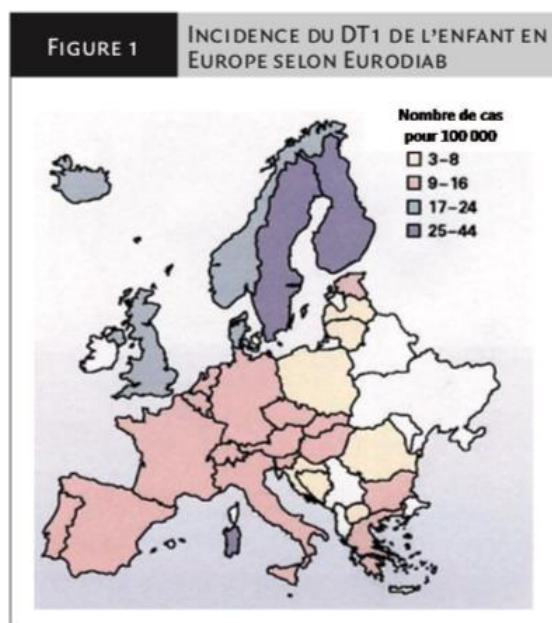 FIGURE 1
INCIDENCE DU DT1 DE L'ENFANT EN
EUROPE SELON EURODIAB
Nombre de cas
pour 100 000
3–8
9–16
17–24
25–44